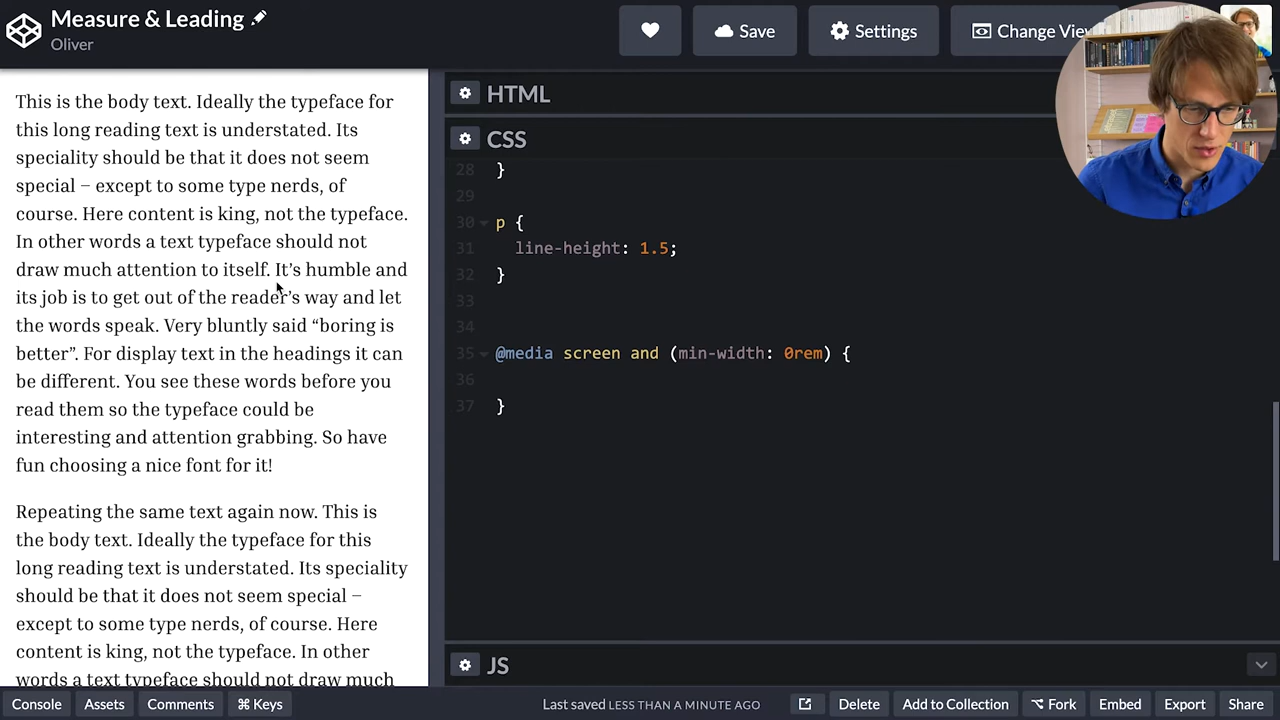 Measure & Leading
Oliver
Save
Settings
Change View
This is the body text. Ideally the typeface for
this long reading text is understated. Its
speciality should be that it does not seem
special – except to some type nerds, of
course. Here content is king, not the typeface.
In other words a text typeface should not
draw much attention to itself. It’s humble and
its job is to get out of the reader’s way and let
the words speak. Very bluntly said “boring is
better”. For display text in the headings it can
be different. You see these words before you
read them so the typeface could be
interesting and attention grabbing. So have
fun choosing a nice font for it!
Repeating the same text again now. This is
the body text. Ideally the typeface for this
long reading text is understated. Its speciality
should be that it does not seem special –
except to some type nerds, of course. Here
content is king, not the typeface. In other
words a text typeface should not draw much
HTML
CSS
28 }
29
30 p {
31 line-height: 1.5;
32 }
33
34
35 @media screen and (min-width: 0rem) {
36
37 }
JS
Console
Assets
Comments
⌘ Keys
Last saved LESS THAN A MINUTE AGO
Delete
Add to Collection
⌥ Fork
Embed
Export
Share